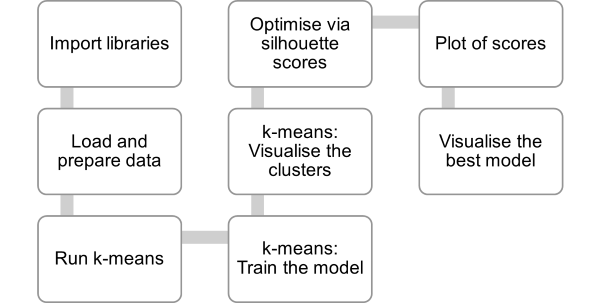 Import libraries
Load and
prepare data
Run k-means
k-means:
Train the model
k-means:
Visualise the
clusters
Optimise via
silhouette
scores
Plot of scores
Visualise the
best model